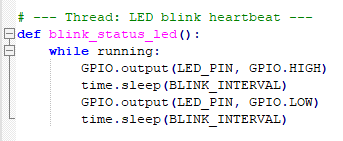 # --- Thread: LED blink heartbeat ---
def blink_status_led():
    while running:
        GPIO.output(LED_PIN, GPIO.HIGH)
        time.sleep(BLINK_INTERVAL)
        GPIO.output(LED_PIN, GPIO.LOW)
        time.sleep(BLINK_INTERVAL)